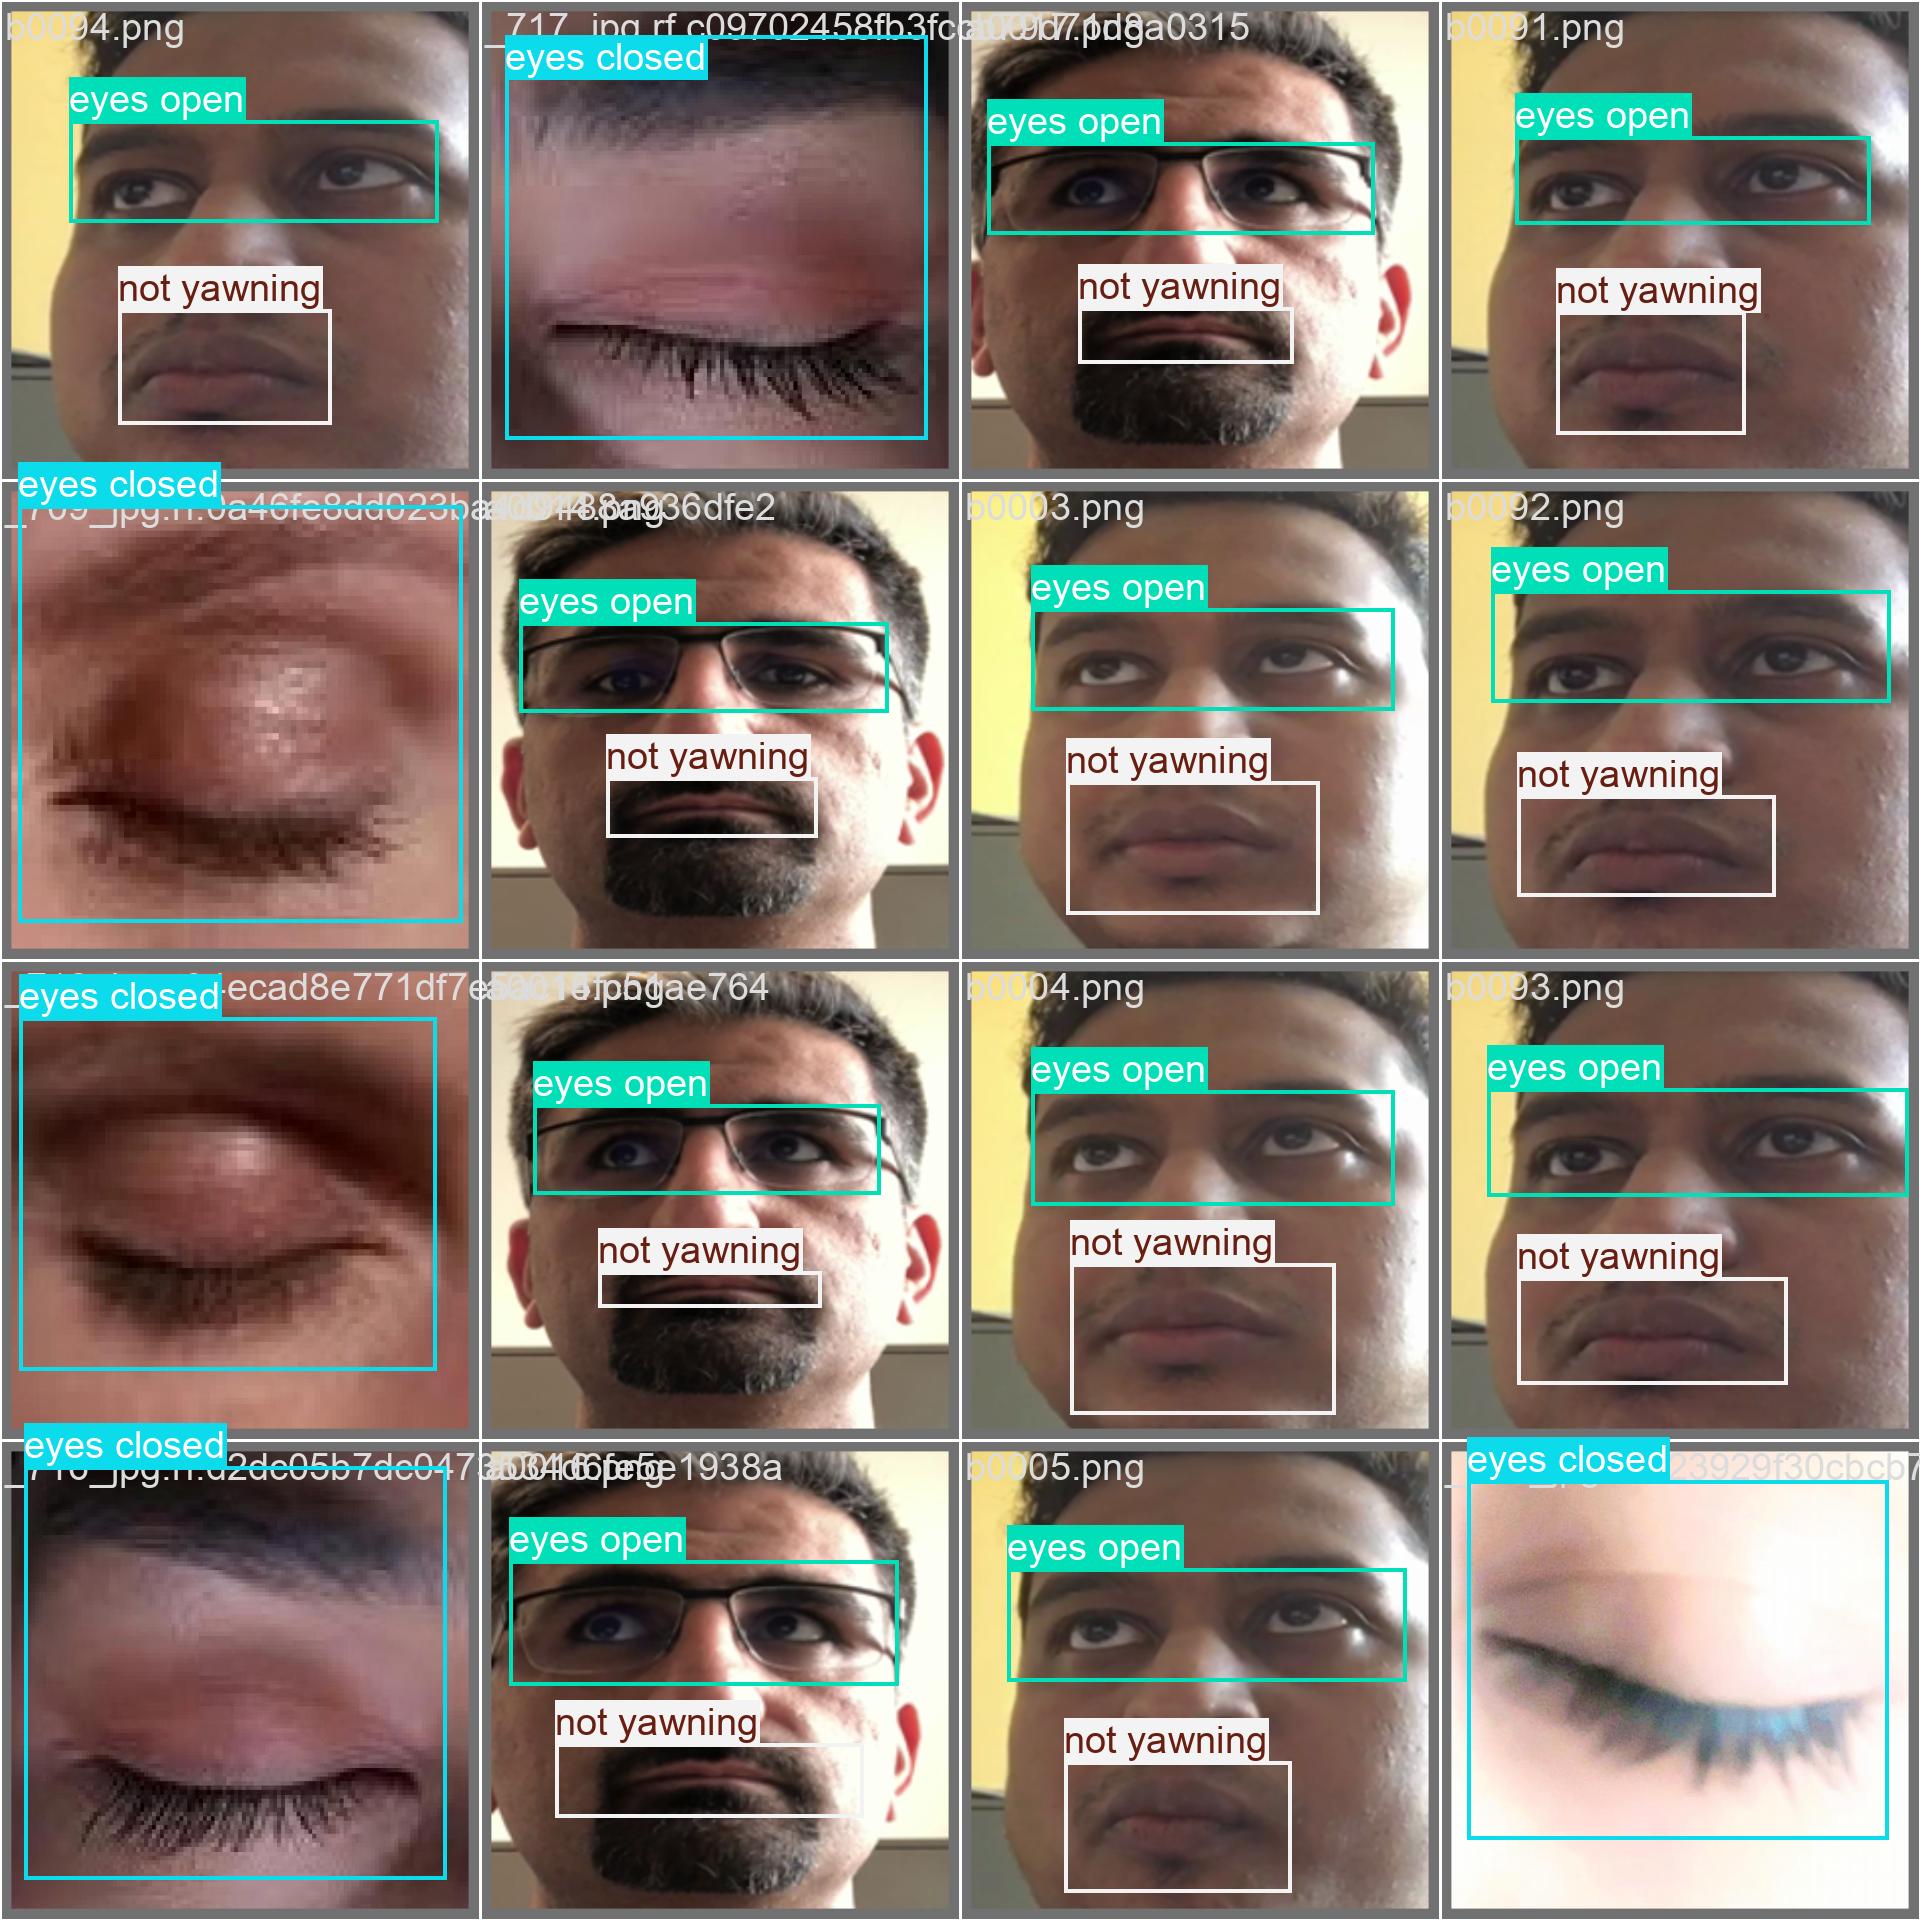 b0094.png
eyes open
not yawning
eyes closed
eyes open
not yawning
b0091.png
eyes open
not yawning
eyes closed
eyes open
not yawning
b0003.png
eyes open
not yawning
b0092.png
eyes open
not yawning
eyes closed
eyes open
not yawning
b0004.png
eyes open
not yawning
b0093.png
eyes open
not yawning
eyes closed
eyes open
not yawning
b0005.png
eyes open
not yawning
eyes closed